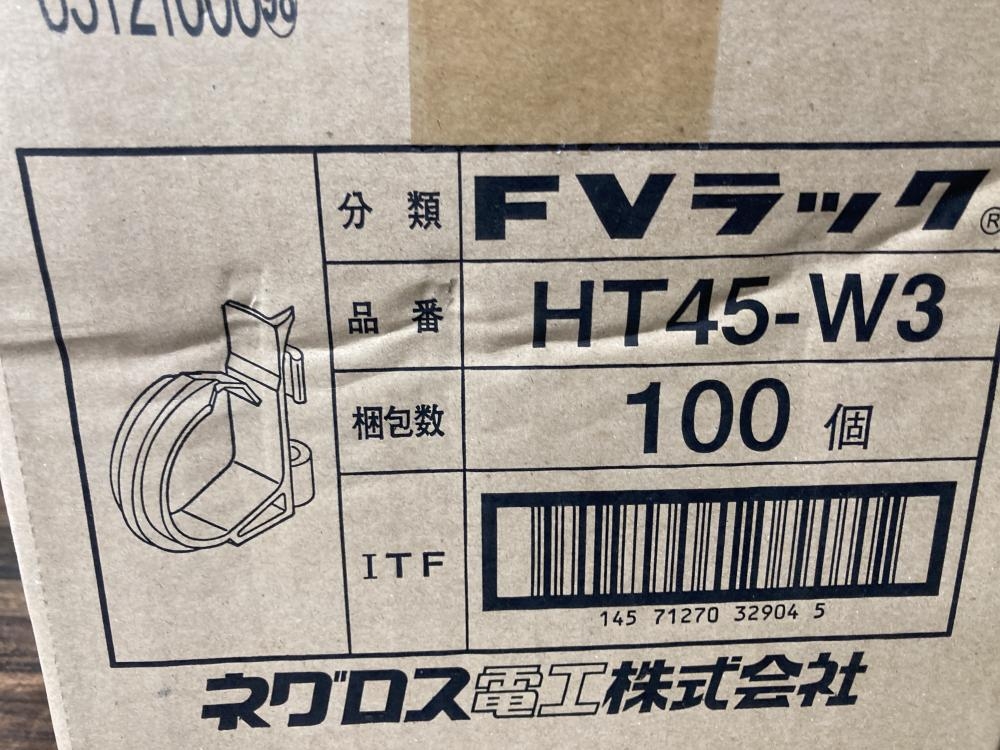 分類 FVラック®
品番 HT45-W3
梱包数 100 個
ITF
145 71270 32904 5
ネグロス電工株式会社